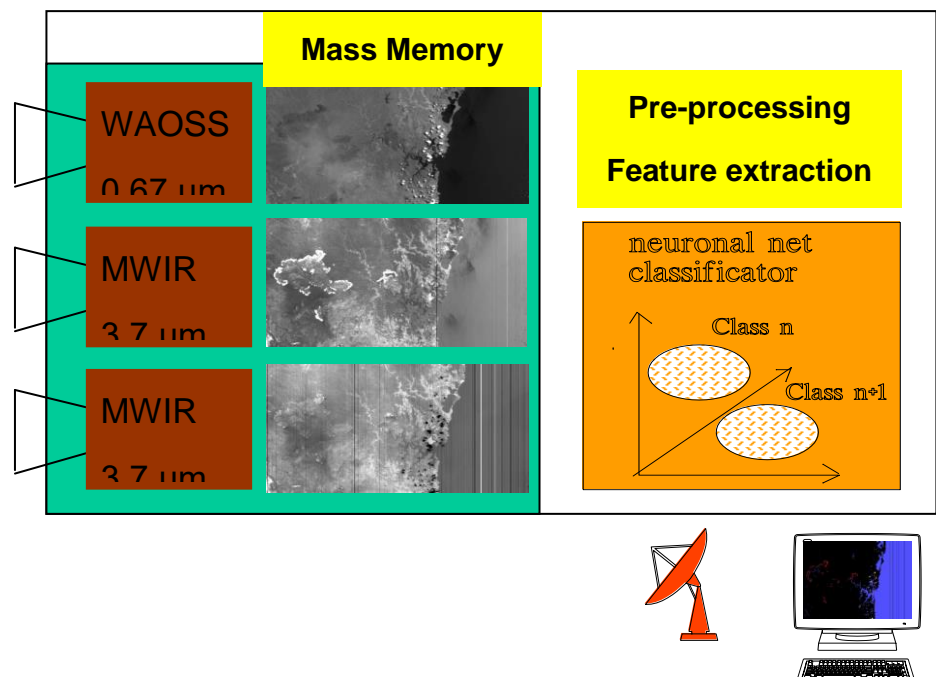 Mass Memory
WAOSS
0.67 µm
MWIR
3.7 µm
MWIR
3.7 µm
Pre-processing
Feature extraction
neuronal net
classificator
Class n
Class n+1